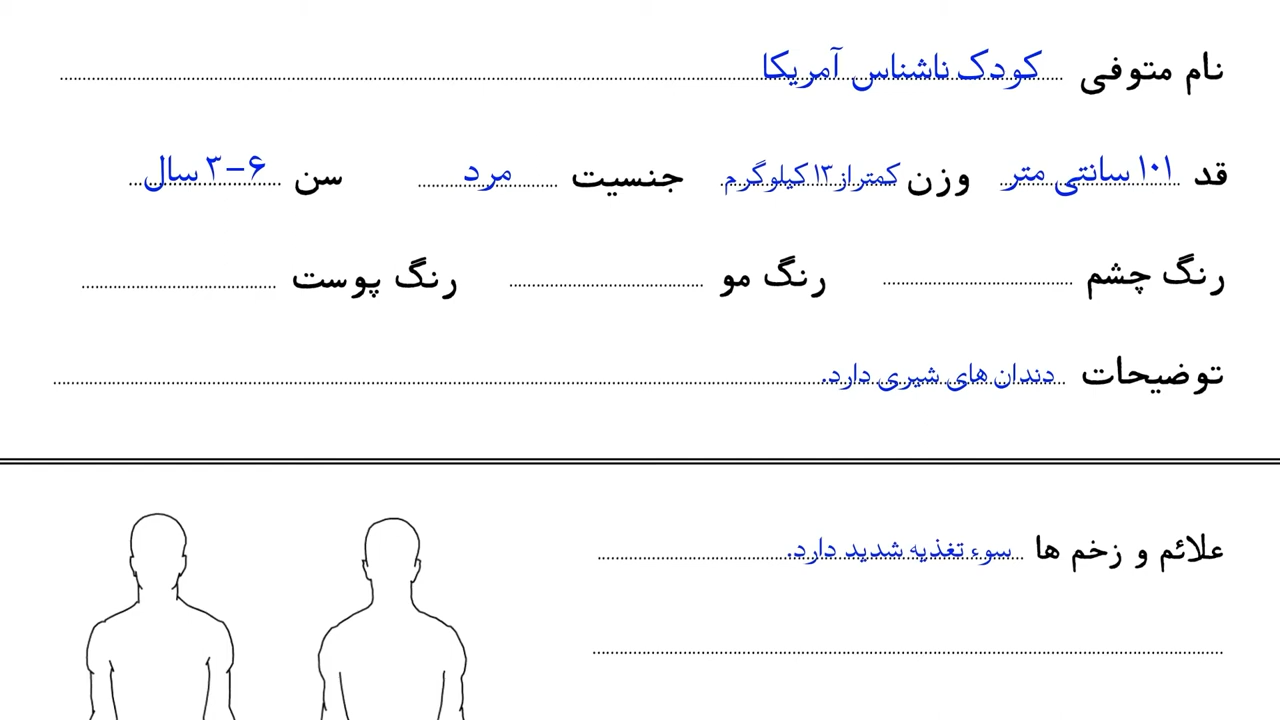 نام متوفی کودک ناشناس آمریکا
قد ۱۰۱ سانتی متر وزن کمتر از ۱۳ کیلوگرم جنسیت مرد سن ۳-۶ سال
رنگ چشم رنگ مو رنگ پوست
توضیحات دندان های شیری دارد.
علائم و زخم ها سوء تغذیه شدید دارد.